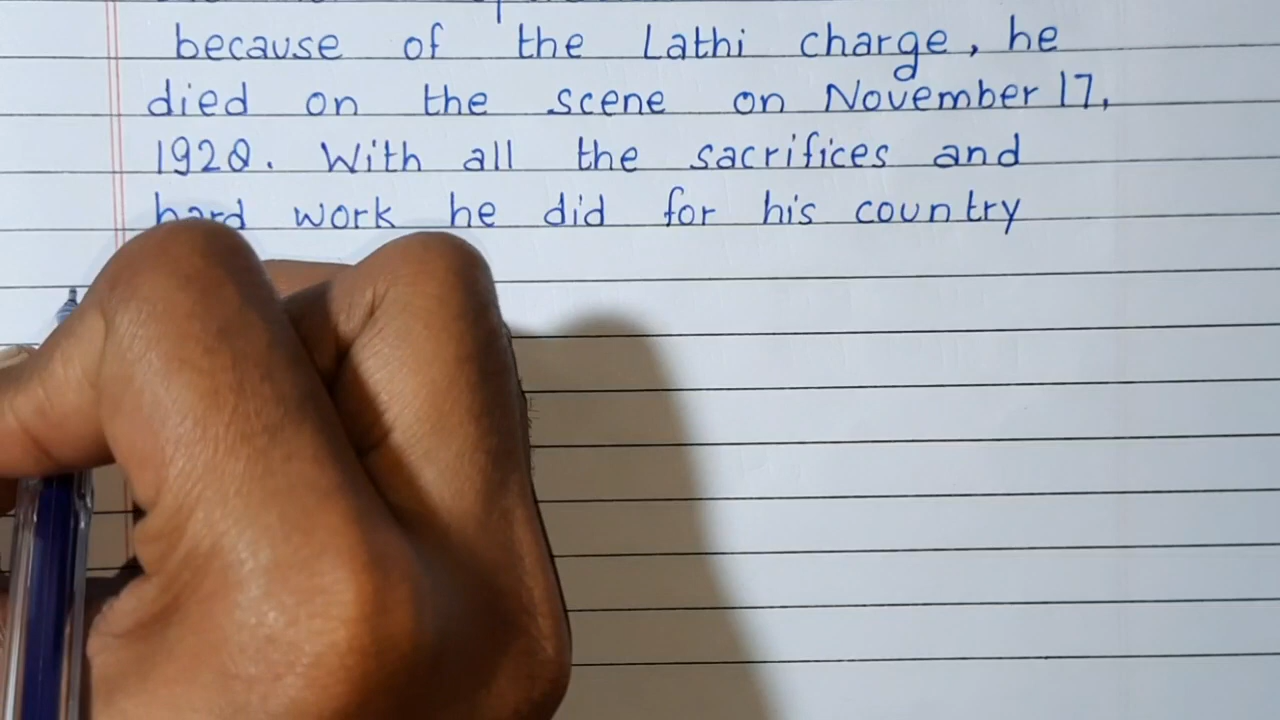 because of the Lathi charge, he
died on the scene on November 17,
1928. With all the sacrifices and
hard work he did for his country